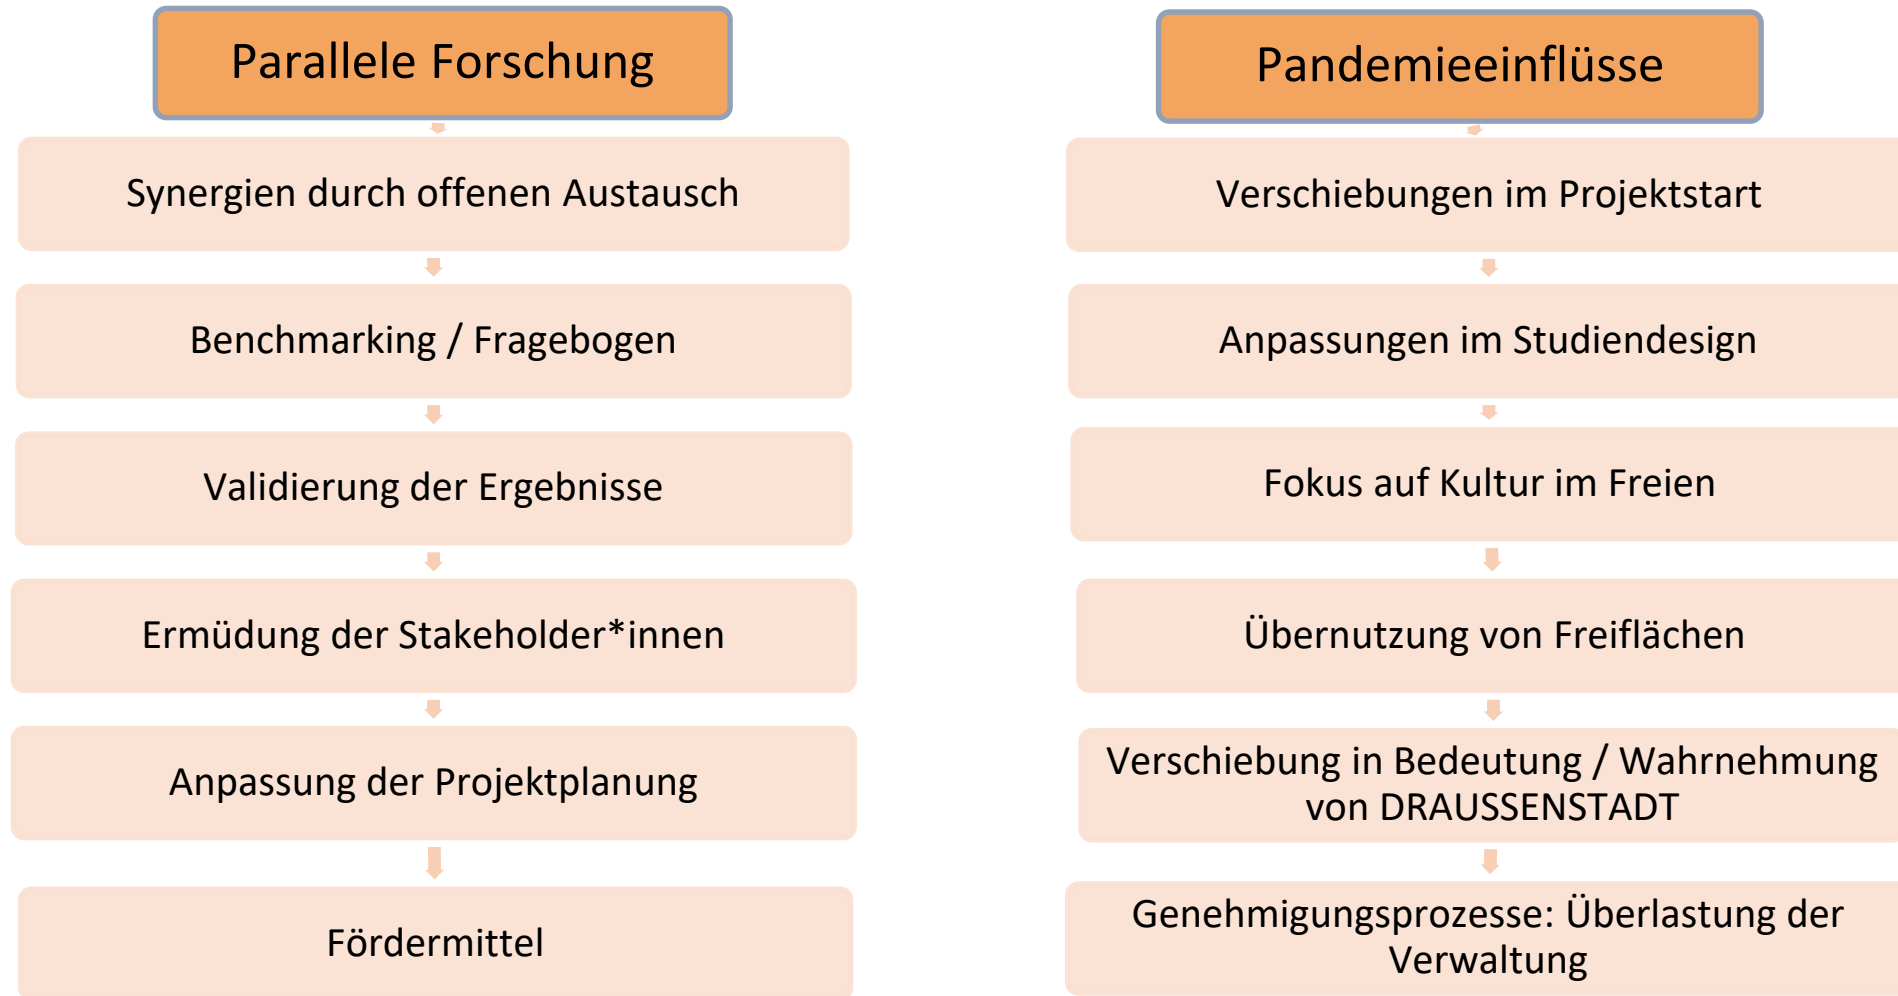 Parallele Forschung
Synergien durch offenen Austausch
Benchmarking / Fragebogen
Validierung der Ergebnisse
Ermüdung der Stakeholder*innen
Anpassung der Projektplanung
Fördermittel
Pandemieeinflüsse
Verschiebungen im Projektstart
Anpassungen im Studiendesign
Fokus auf Kultur im Freien
Übernutzung von Freiflächen
Verschiebung in Bedeutung / Wahrnehmung
von DRAUSSENSTADT
Genehmigungsprozesse: Überlastung der
Verwaltung